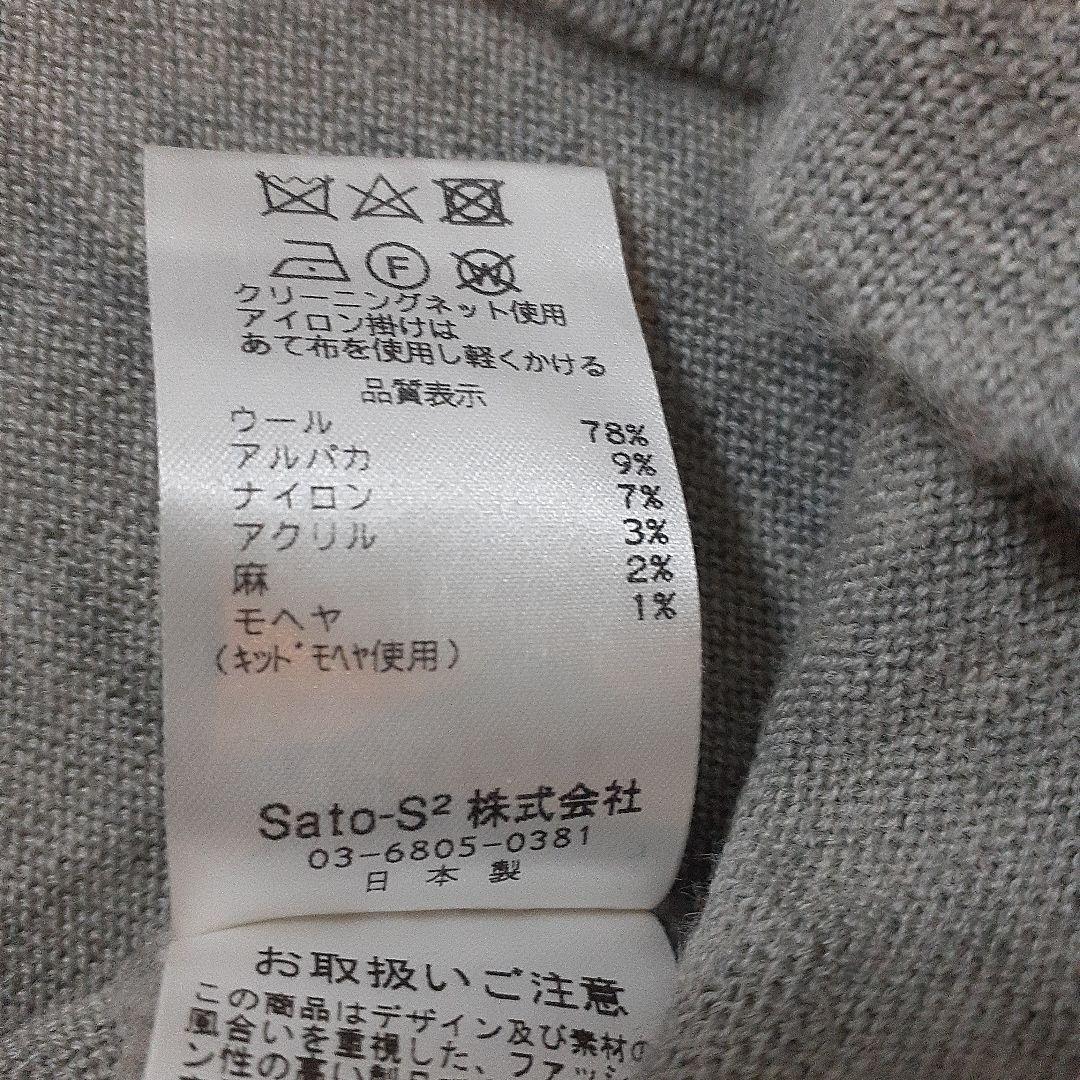 F W
クリーニングネット使用
アイロン掛けは
あて布を使用し軽くかける
品質表示
ウール 78%
アルパカ 9%
ナイロン 7%
アクリル 3%
麻 2%
モヘヤ 1%
(ｷｯﾄﾞﾓﾍﾔ使用)
Sato-S² 株式会社
03-6805-0381
日本製
お取扱いご注意
この商品はデザイン及び素材の
風合いを重視した、ファッショ
ン性の高い製品